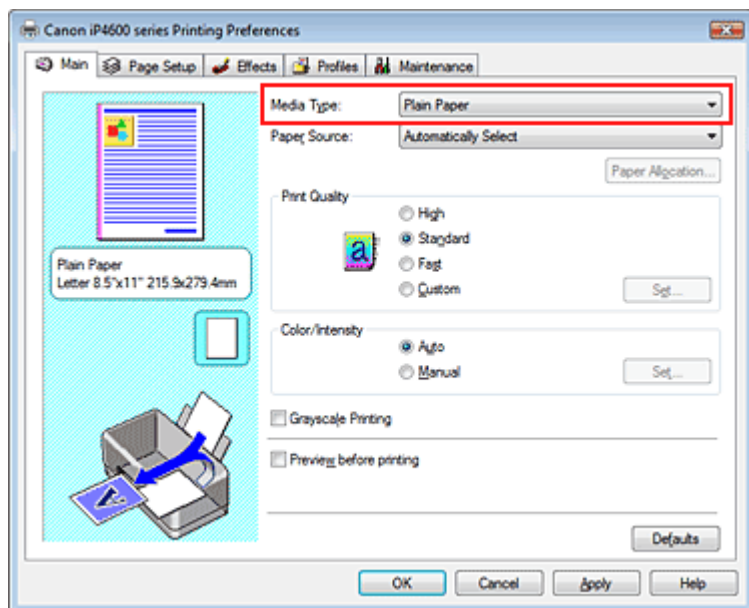 Canon iP4600 series Printing Preferences
Main Page Setup Effects Profiles Maintenance
Media Type: Plain Paper
Paper Source: Automatically Select
Paper Allocation...
Print Quality
High
Standard
Fast
Custom Set...
Plain Paper
Letter 8.5"x11" 215.9x279.4mm
Color/Intensity
Auto
Manual Set...
Grayscale Printing
Preview before printing
Defaults
OK Cancel Apply Help